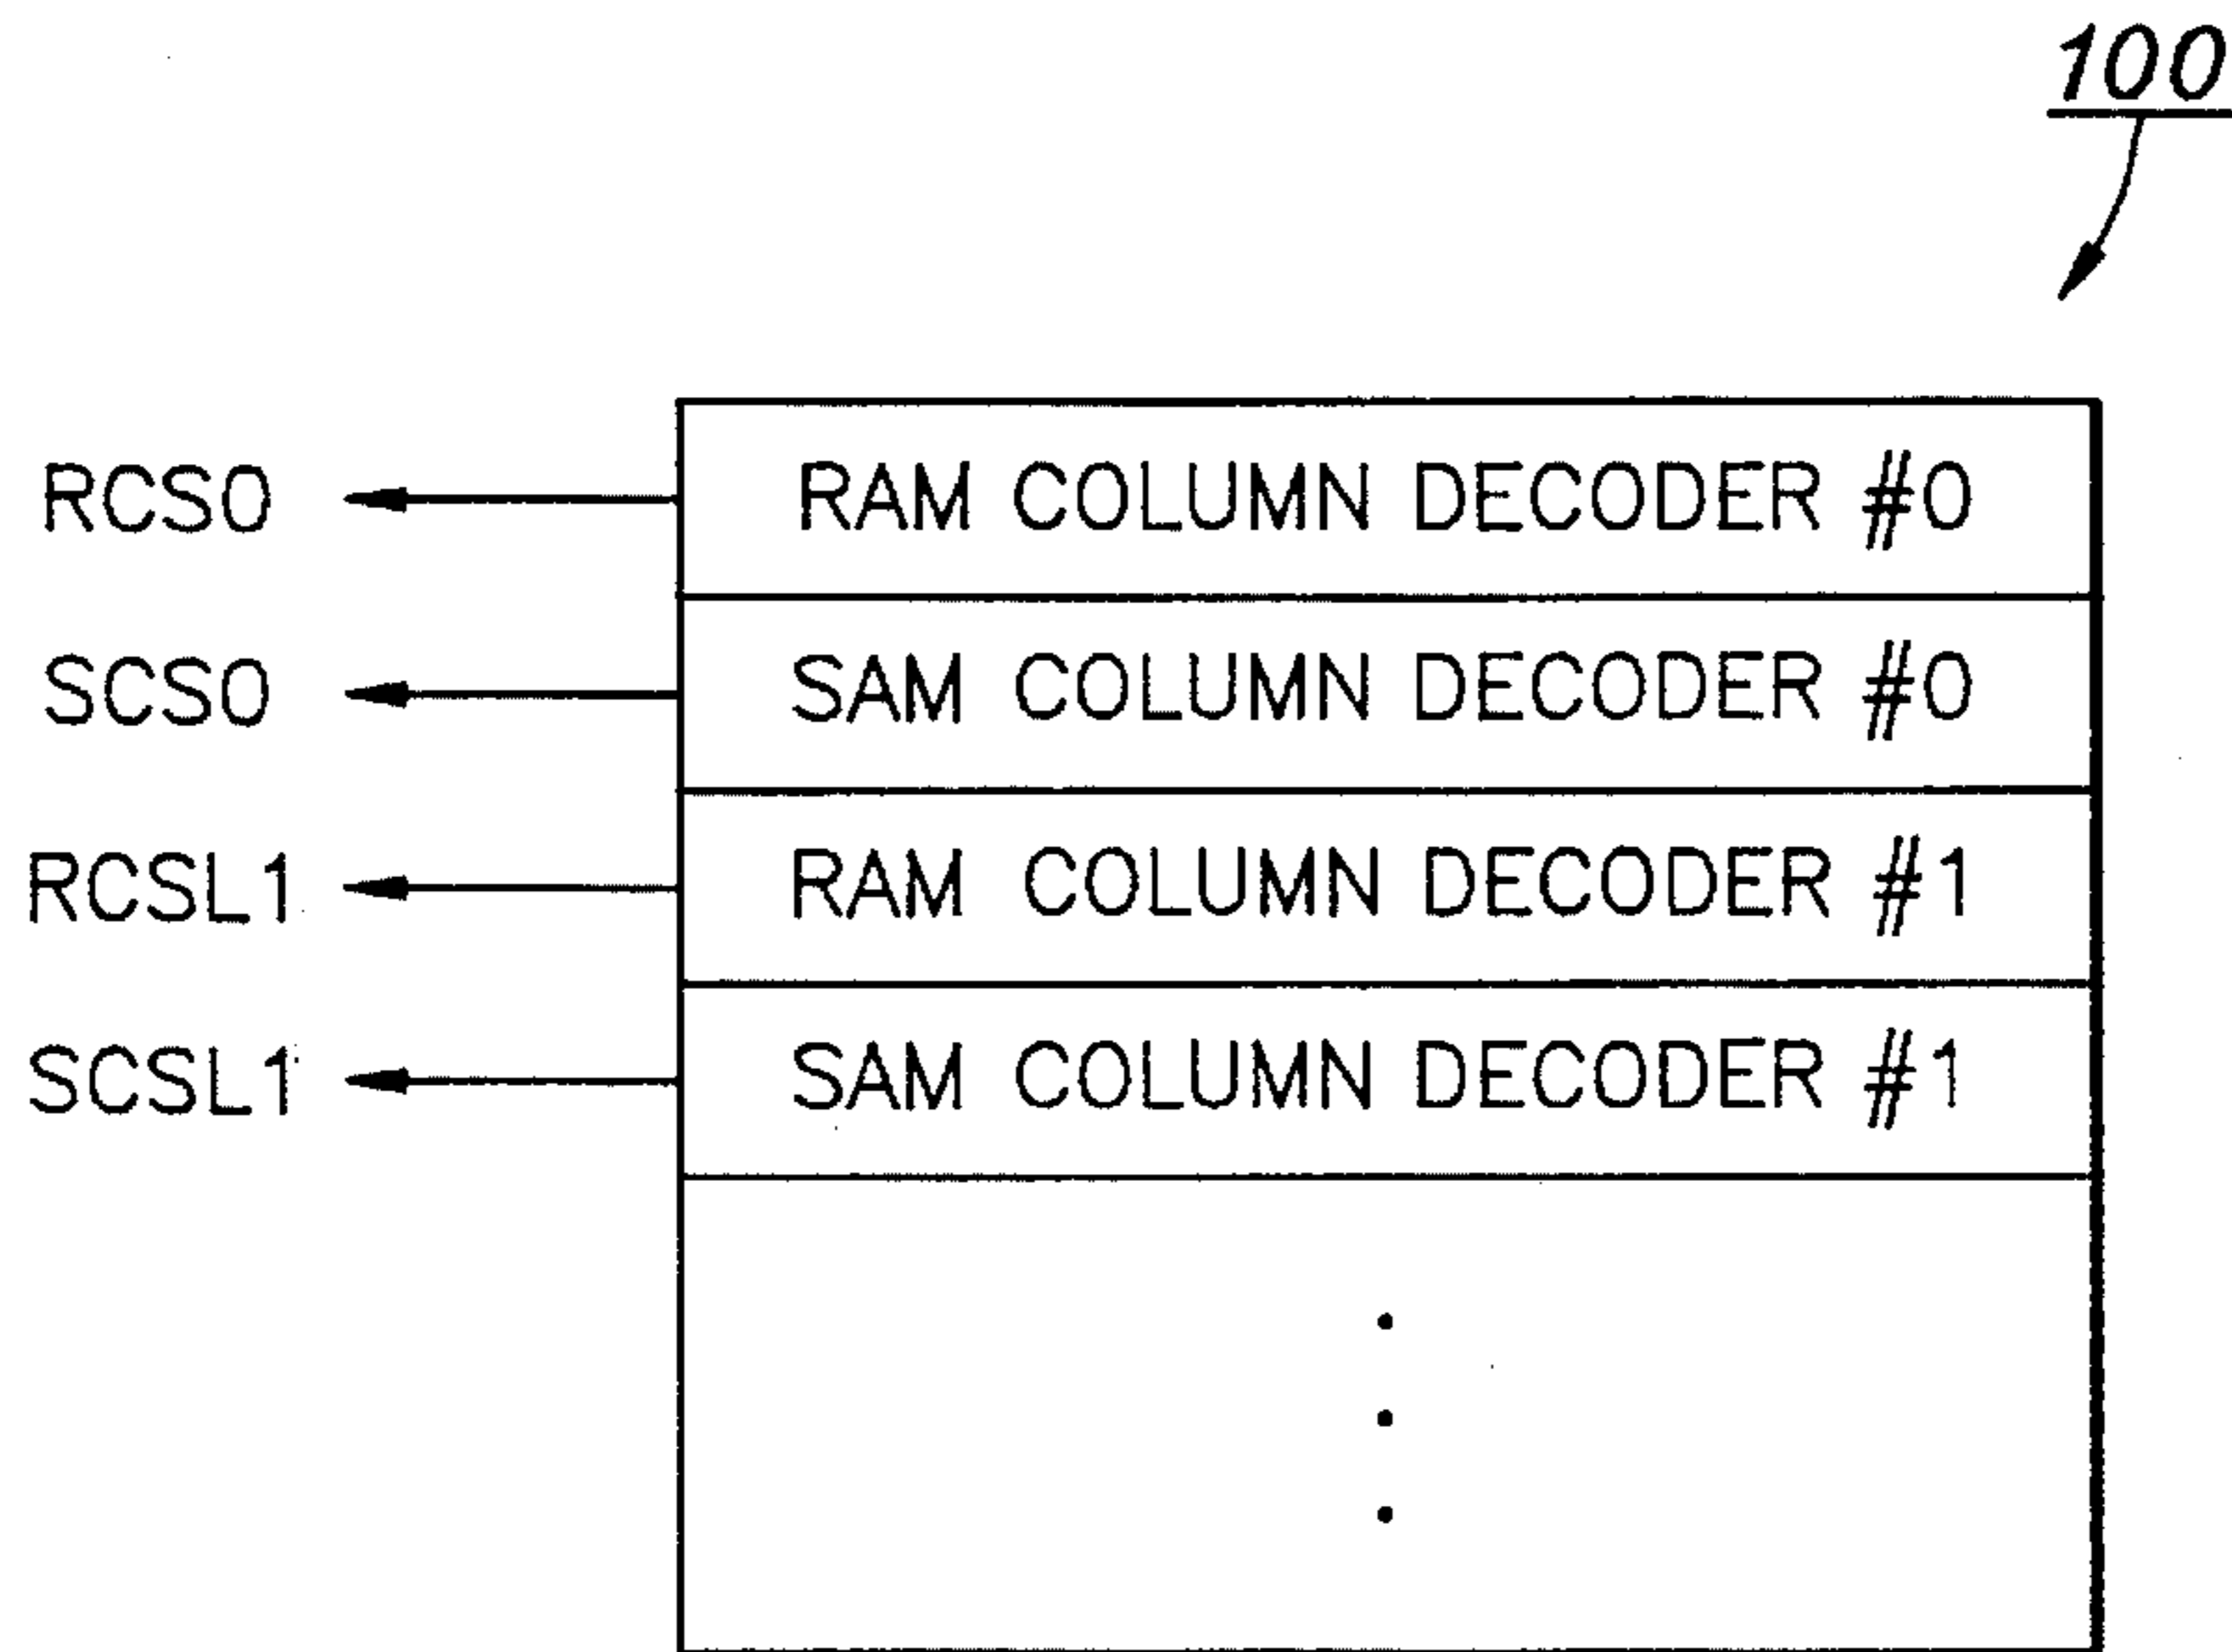 100
RCS0 RAM COLUMN DECODER #0
SCS0 SAM COLUMN DECODER #0
RCSL1 RAM COLUMN DECODER #1
SCSL1 SAM COLUMN DECODER #1